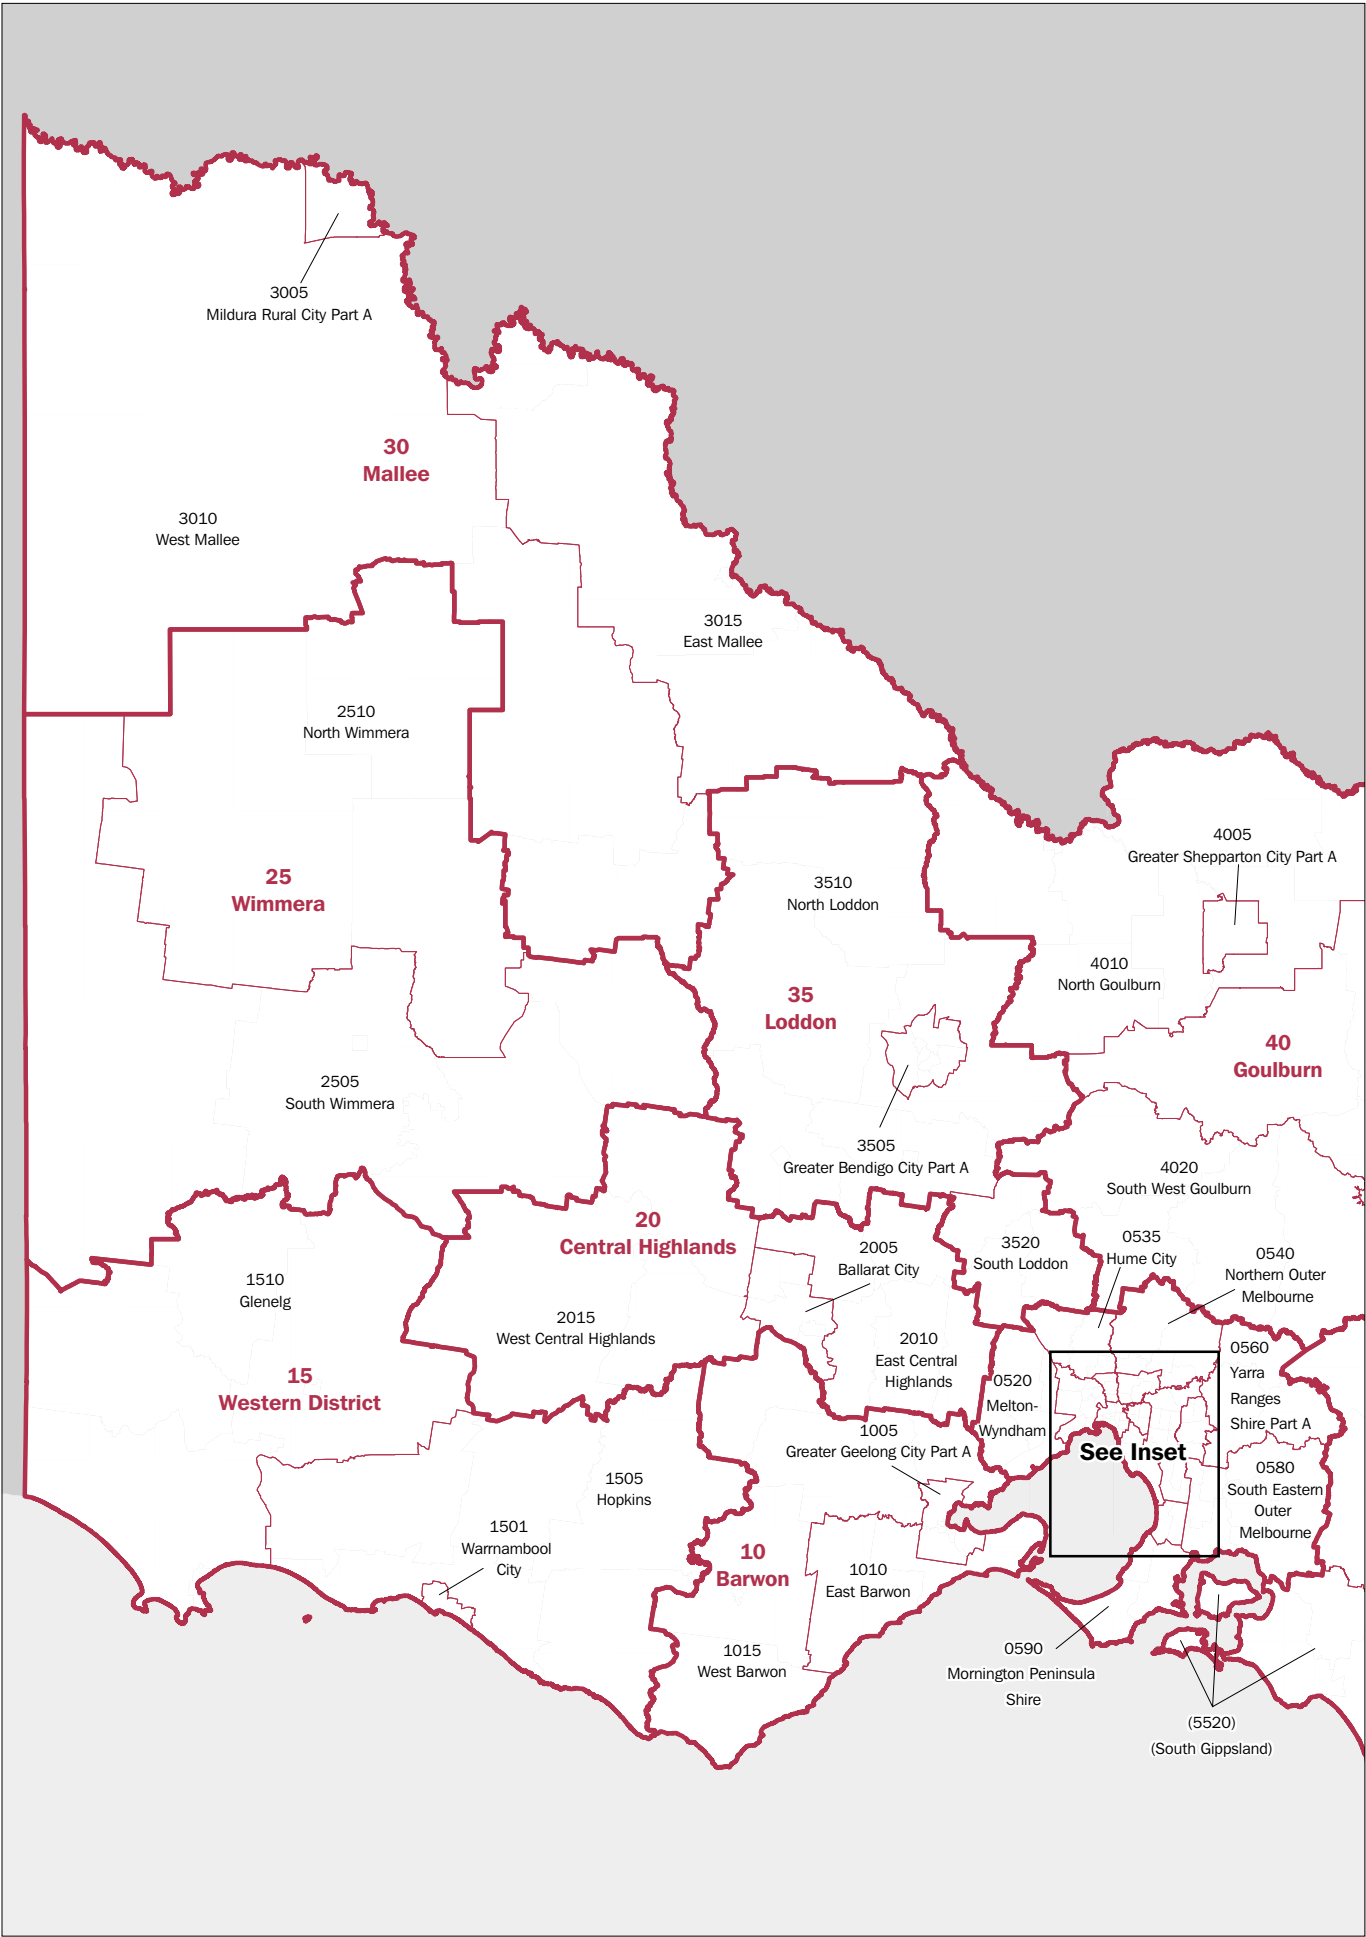 3005
Mildura Rural City Part A
30
Mallee
3010
West Mallee
3015
East Mallee
2510
North Wimmera
4005
Greater Shepparton City Part A
25
Wimmera
3510
North Loddon
4010
North Goulburn
35
Loddon
40
Goulburn
2505
South Wimmera
3505
Greater Bendigo City Part A
4020
South West Goulburn
20
Central Highlands
2005
Ballarat City
3520
South Loddon
0535
Hume City
0540
Northern Outer
Melbourne
1510
Glenelg
2015
West Central Highlands
2010
East Central
Highlands
0560
Yarra
Ranges
Shire Part A
15
Western District
0520
Melton-
Wyndham
1005
Greater Geelong City Part A
See Inset
0580
South Eastern
Outer
Melbourne
1505
Hopkins
1501
Warrnambool
City
10
Barwon
1010
East Barwon
1015
West Barwon
0590
Mornington Peninsula
Shire
(5520)
(South Gippsland)